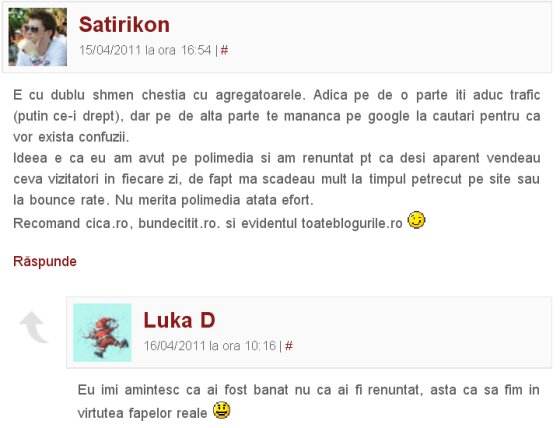 Satirikon
15/04/2011 la ora 16:54 | #
E cu dublu shmen chestia cu agregatoarele. Adica pe de o parte iti aduc trafic
(putin ce-i drept), dar pe de alta parte te mananca pe google la cautari pentru ca
vor exista confuzii.
Ideea e ca eu am avut pe polimedia si am renuntat pt ca desi aparent vendeau
ceva vizitatori in fiecare zi, de fapt ma scadeau mult la timpul petrecut pe site sau
la bounce rate. Nu merita polimedia atata efort.
Recomand cica.ro, bundecitit.ro. si evidentul toateblogurile.ro
Răspunde
Luka D
16/04/2011 la ora 10:16 | #
Eu imi amintesc ca ai fost banat nu ca ai fi renuntat, asta ca sa fim in
virtutea fapelor reale